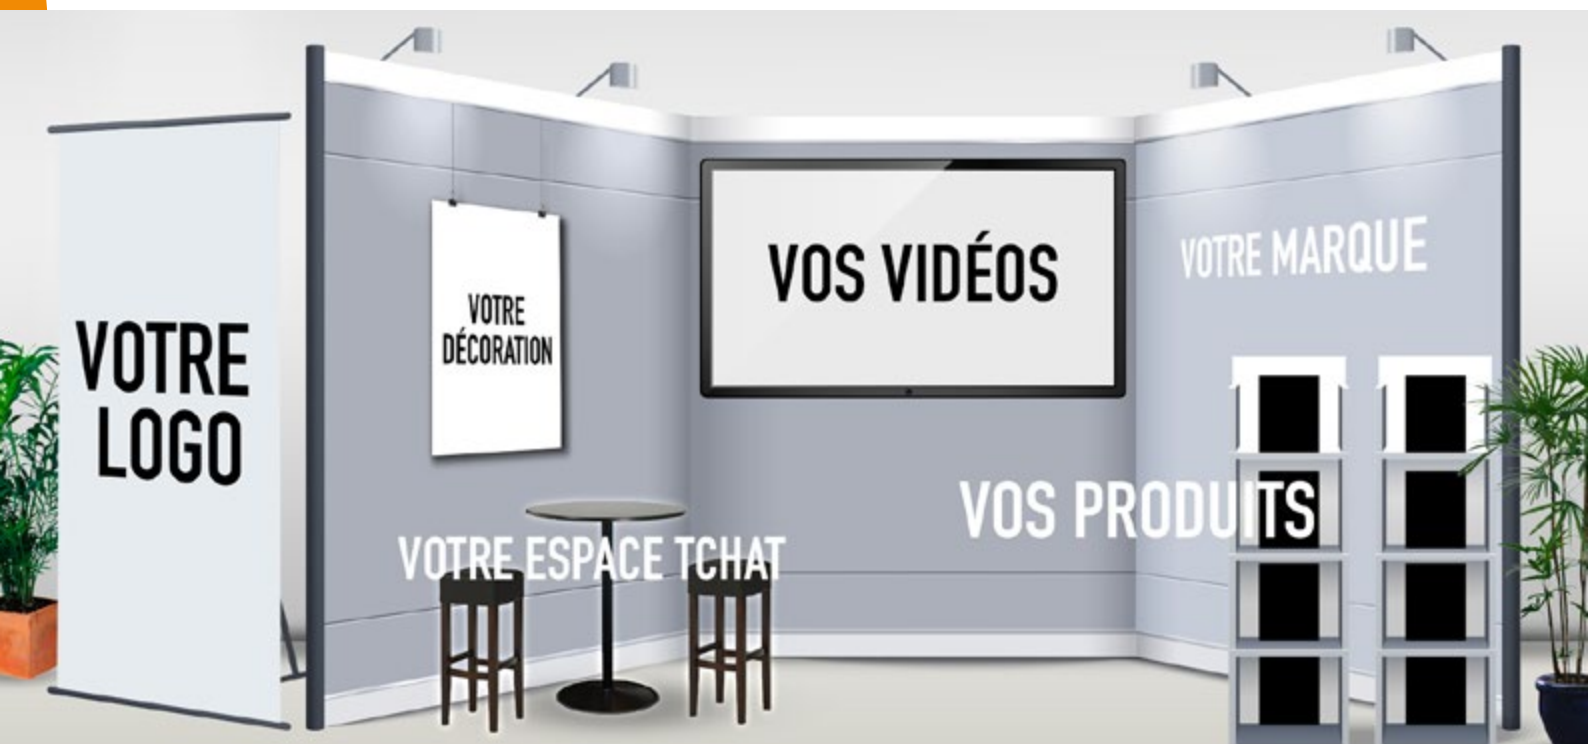 VOTRE
LOGO
VOTRE
DÉCORATION
VOS VIDÉOS
VOTRE MARQUE
VOS PRODUITS
VOTRE ESPACE TCHAT